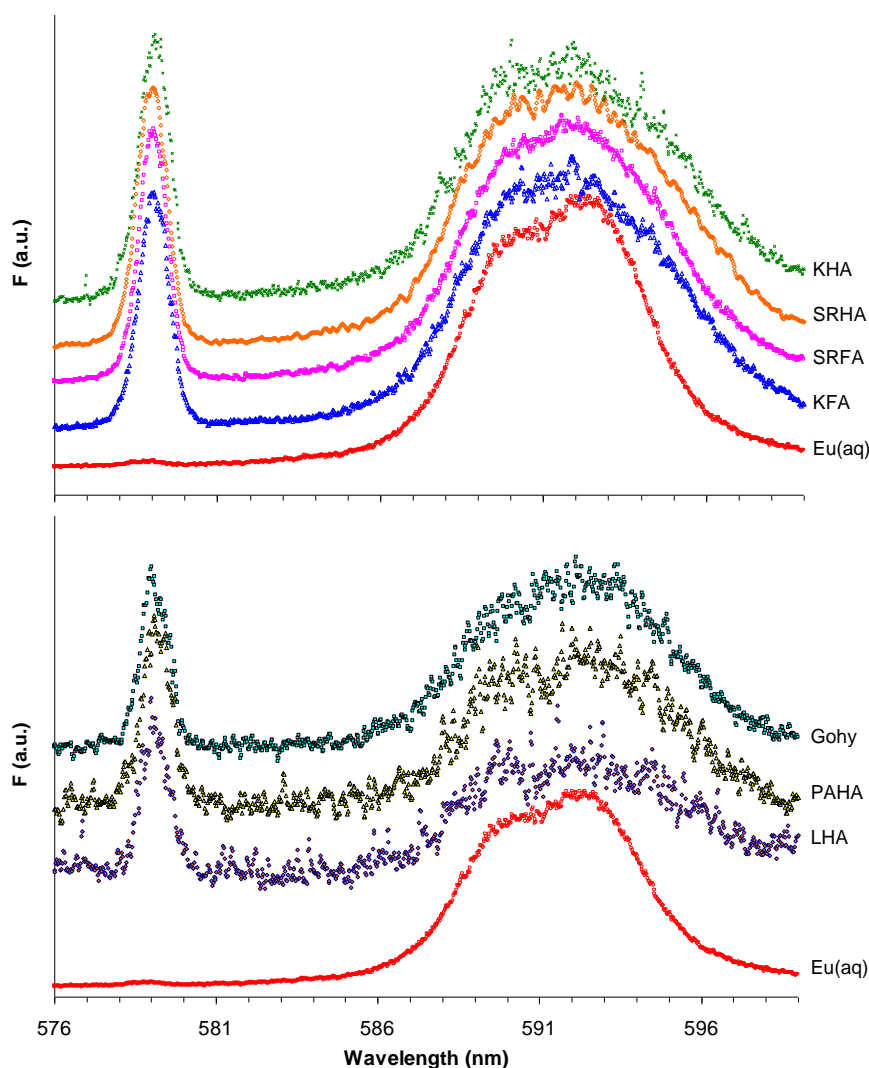 F (a.u.)
KHA
SRHA
SRFA
KFA
Eu(aq)
F (a.u.)
Gohy
PAHA
LHA
Eu(aq)
576 581 586 591 596
Wavelength (nm)